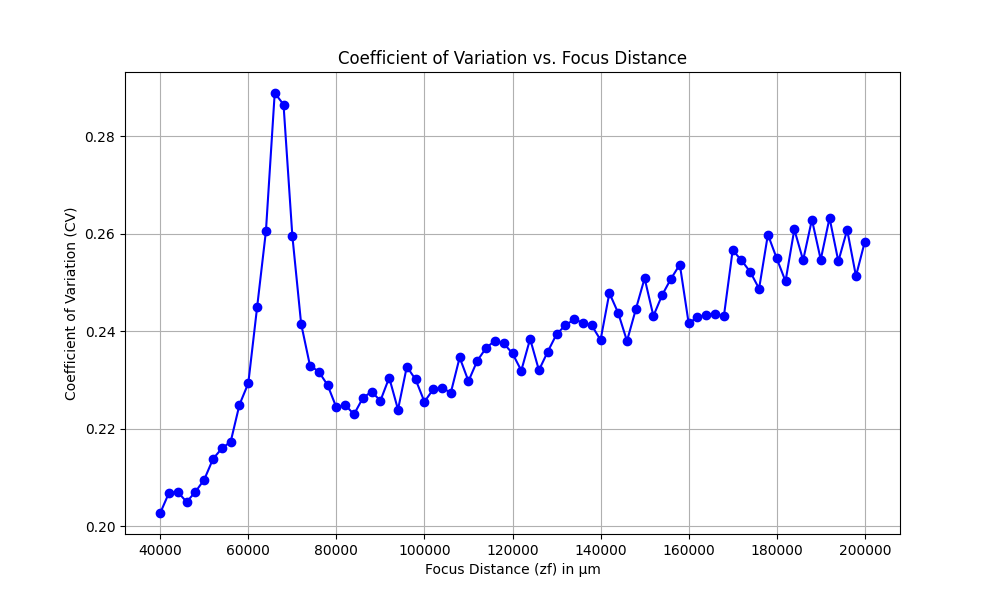 Coefficient of Variation vs. Focus Distance
Coefficient of Variation (CV)
0.28
0.26
0.24
0.22
0.20
40000 60000 80000 100000 120000 140000 160000 180000 200000
Focus Distance (zf) in μm